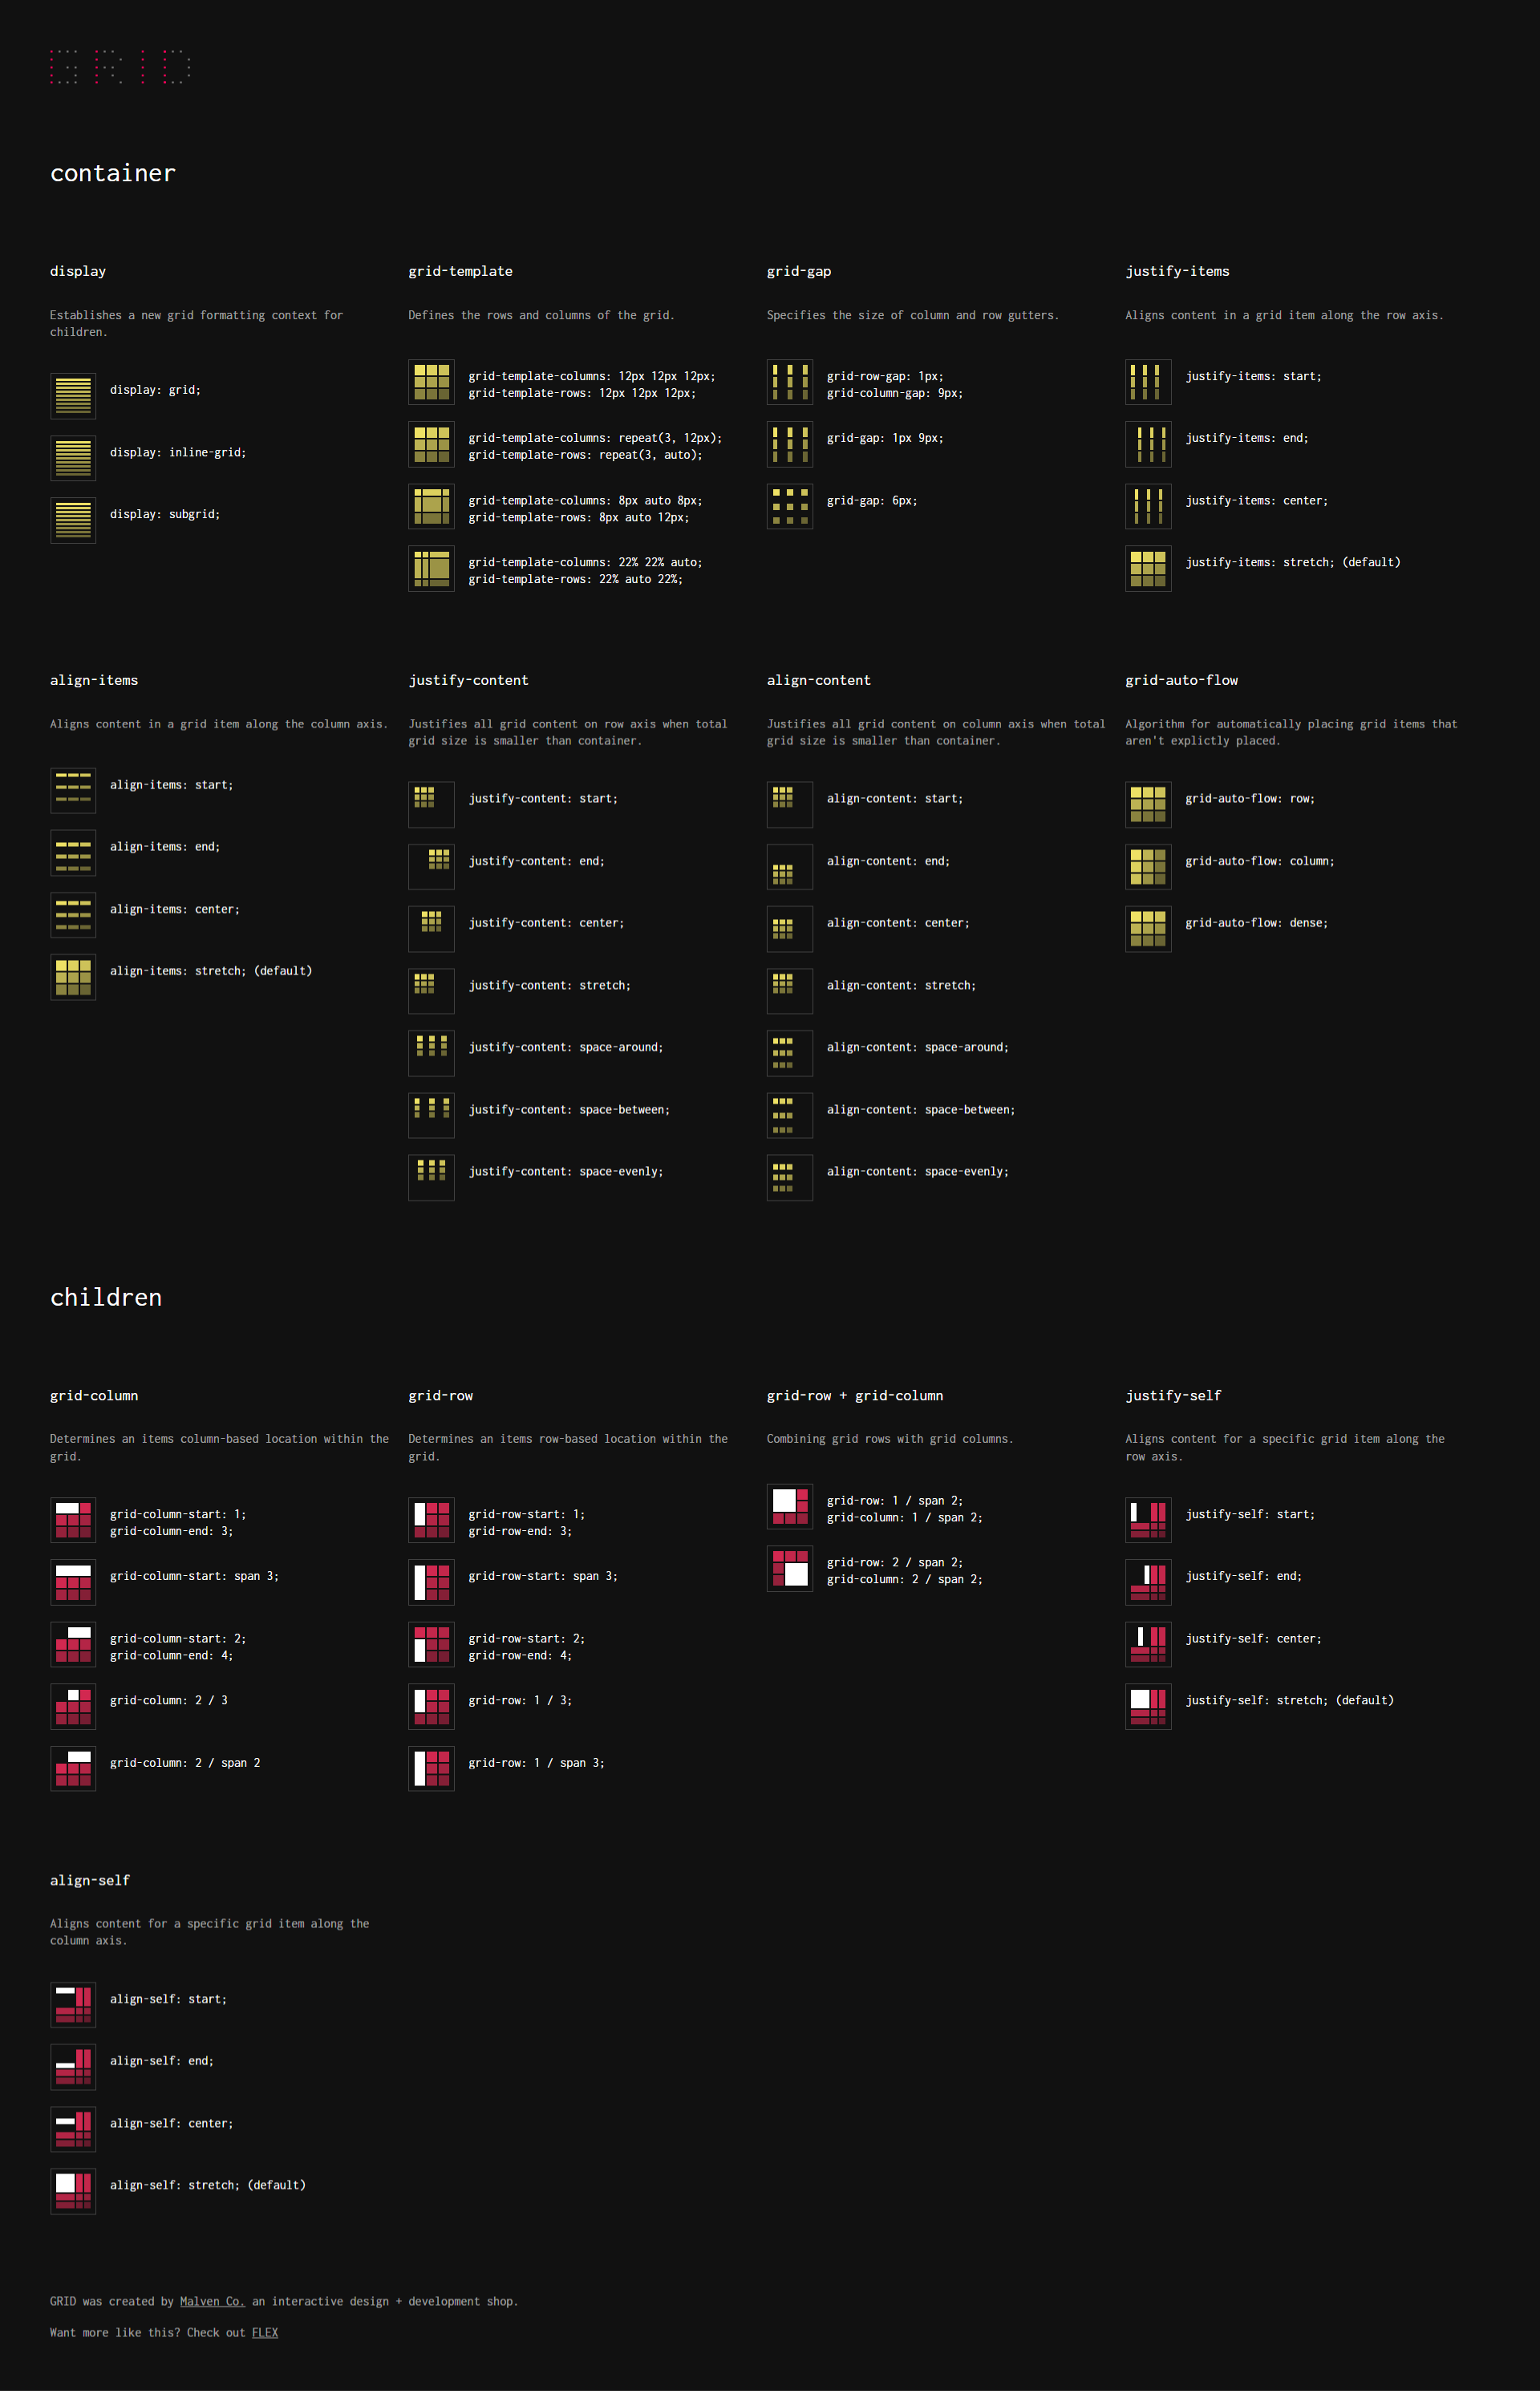 GRID
container
display
Establishes a new grid formatting context for
children.
display: grid;
display: inline-grid;
display: subgrid;
grid-template
Defines the rows and columns of the grid.
grid-template-columns: 12px 12px 12px;
grid-template-rows: 12px 12px 12px;
grid-template-columns: repeat(3, 12px);
grid-template-rows: repeat(3, auto);
grid-template-columns: 8px auto 8px;
grid-template-rows: 8px auto 12px;
grid-template-columns: 22% 22% auto;
grid-template-rows: 22% auto 22%;
grid-gap
Specifies the size of column and row gutters.
grid-row-gap: 1px;
grid-column-gap: 9px;
grid-gap: 1px 9px;
grid-gap: 6px;
justify-items
Aligns content in a grid item along the row axis.
justify-items: start;
justify-items: end;
justify-items: center;
justify-items: stretch; (default)
align-items
Aligns content in a grid item along the column axis.
align-items: start;
align-items: end;
align-items: center;
align-items: stretch; (default)
justify-content
Justifies all grid content on row axis when total
grid size is smaller than container.
justify-content: start;
justify-content: end;
justify-content: center;
justify-content: stretch;
justify-content: space-around;
justify-content: space-between;
justify-content: space-evenly;
align-content
Justifies all grid content on column axis when total
grid size is smaller than container.
align-content: start;
align-content: end;
align-content: center;
align-content: stretch;
align-content: space-around;
align-content: space-between;
align-content: space-evenly;
grid-auto-flow
Algorithm for automatically placing grid items that
aren't explictly placed.
grid-auto-flow: row;
grid-auto-flow: column;
grid-auto-flow: dense;
children
grid-column
Determines an items column-based location within the
grid.
grid-column-start: 1;
grid-column-end: 3;
grid-column-start: span 3;
grid-column-start: 2;
grid-column-end: 4;
grid-column: 2 / 3
grid-column: 2 / span 2
grid-row
Determines an items row-based location within the
grid.
grid-row-start: 1;
grid-row-end: 3;
grid-row-start: span 3;
grid-row-start: 2;
grid-row-end: 4;
grid-row: 1 / 3;
grid-row: 1 / span 3;
grid-row + grid-column
Combining grid rows with grid columns.
grid-row: 1 / span 2;
grid-column: 1 / span 2;
grid-row: 2 / span 2;
grid-column: 2 / span 2;
justify-self
Aligns content for a specific grid item along the
row axis.
justify-self: start;
justify-self: end;
justify-self: center;
justify-self: stretch; (default)
align-self
Aligns content for a specific grid item along the
column axis.
align-self: start;
align-self: end;
align-self: center;
align-self: stretch; (default)
GRID was created by Malven Co. an interactive design + development shop.
Want more like this? Check out FLEX